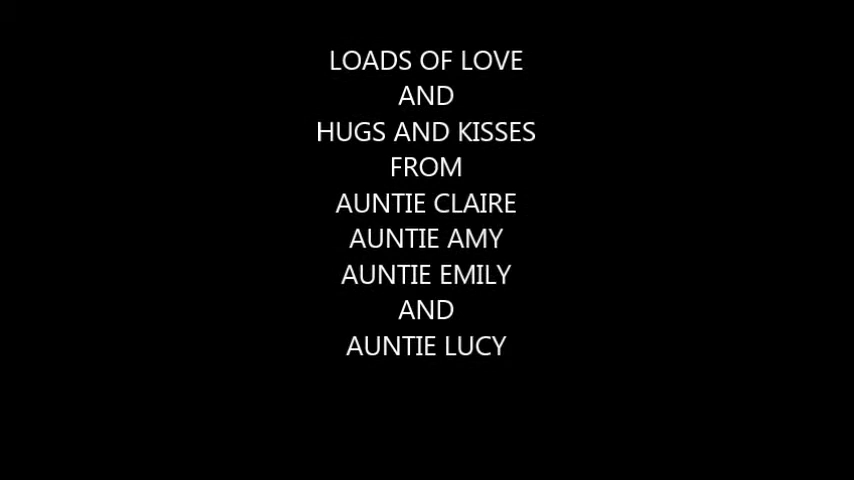 LOADS OF LOVE
AND
HUGS AND KISSES
FROM
AUNTIE CLAIRE
AUNTIE AMY
AUNTIE EMILY
AND
AUNTIE LUCY